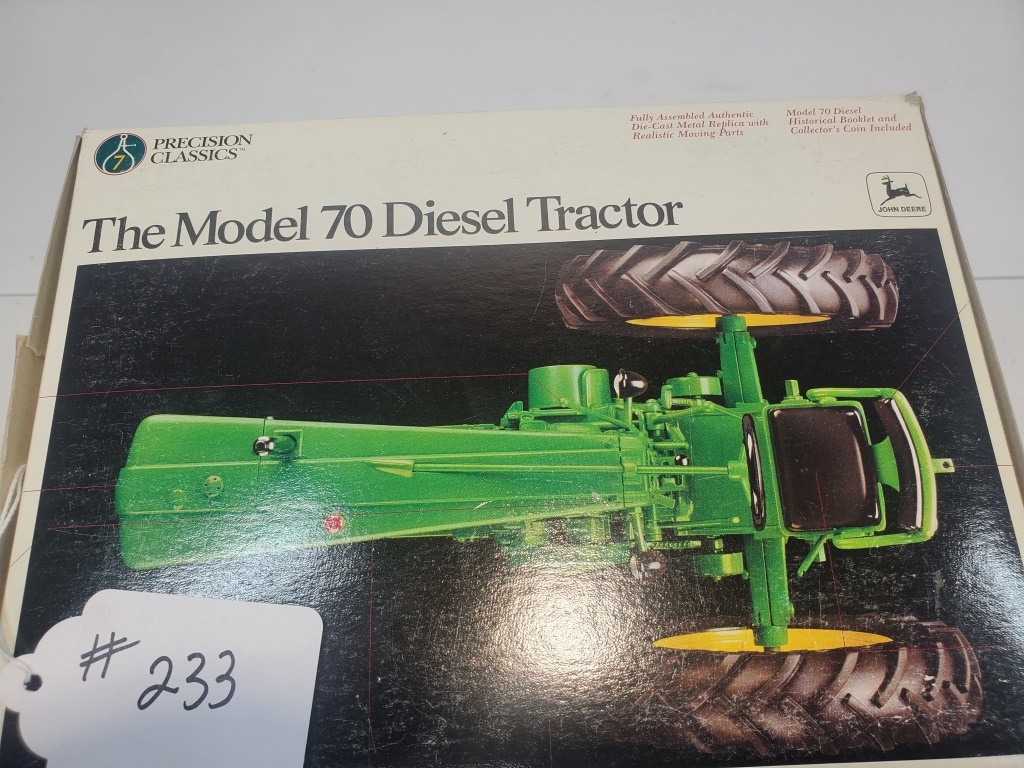 7
PRECISION
CLASSICS™
Fully Assembled Authentic
Die-Cast Metal Replica with
Realistic Moving Parts
Model 70 Diesel
Historical Booklet and
Collector's Coin Included
The Model 70 Diesel Tractor
JOHN DEERE
# 233